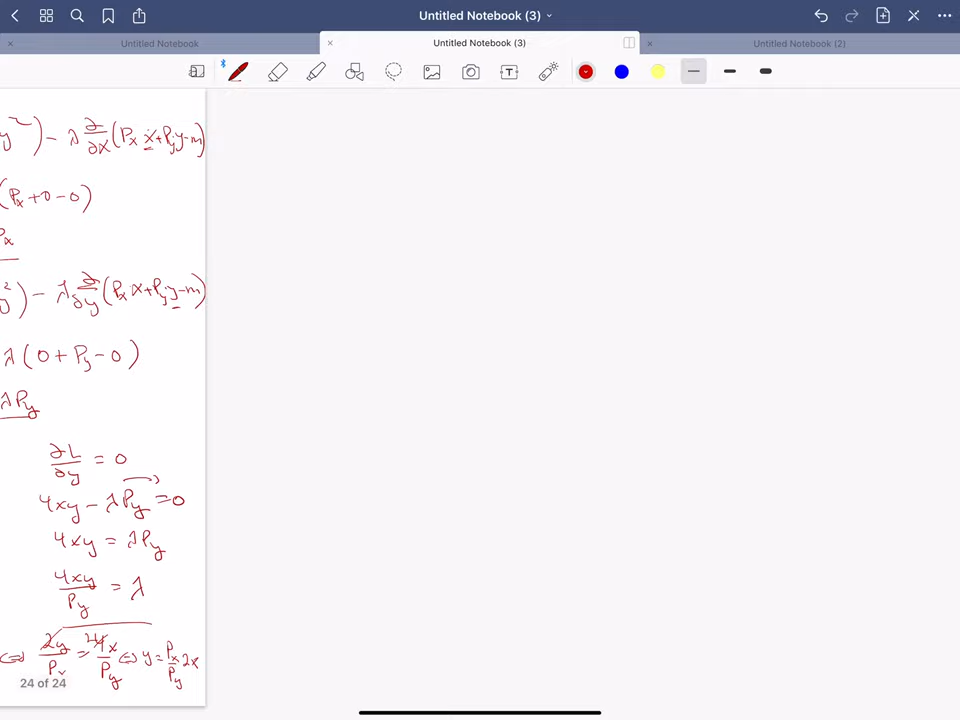 Untitled Notebook (3)
Untitled Notebook
Untitled Notebook (3)
Untitled Notebook (2)
y²) − λ ∂/∂x (Px x + Py y − m)
(Px + 0 − 0)
Px
y²) − λ ∂/∂y (Px x + Py y − m)
λ (0 + Py − 0)
λPy
∂L/∂y = 0
4xy − λPy = 0
4xy = λPy
4xy/Py = λ
⇔ 2y/Px = 4x/Py ⇔ y = Px/Py 2x
24 of 24